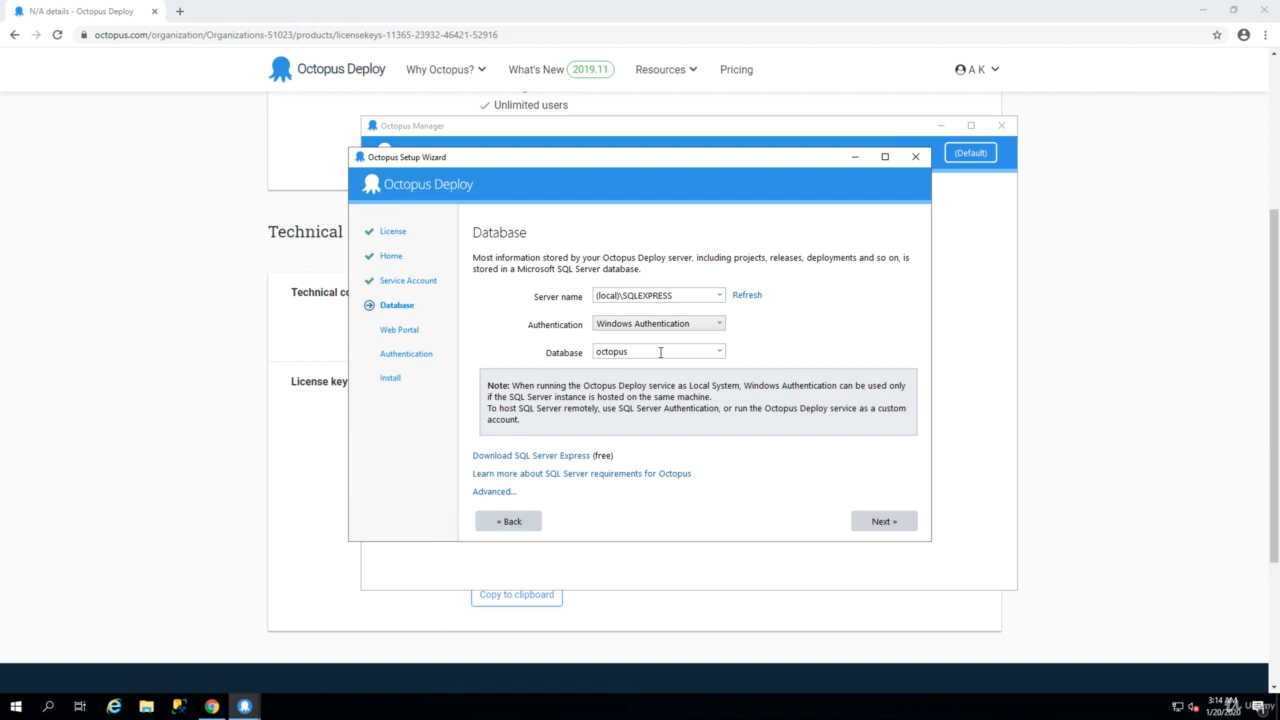 N/A details - Octopus Deploy
octopus.com/organization/Organizations-51023/products/licensekeys-11365-23932-46421-52916
Octopus Deploy
Why Octopus?
What's New
2019.11
Resources
Pricing
A K
Unlimited users
Octopus Manager
(Default)
Octopus Setup Wizard
Octopus Deploy
Technical
Technical co
License key
License
Home
Service Account
Database
Web Portal
Authentication
Install
Database
Most information stored by your Octopus Deploy server, including projects, releases, deployments and so on, is
stored in a Microsoft SQL Server database.
Server name
(local)\SQLEXPRESS
Refresh
Authentication
Windows Authentication
Database
octopus
Note: When running the Octopus Deploy service as Local System, Windows Authentication can be used only
if the SQL Server instance is hosted on the same machine.
To host SQL Server remotely, use SQL Server Authentication, or run the Octopus Deploy service as a custom
account.
Download SQL Server Express (free)
Learn more about SQL Server requirements for Octopus
Advanced...
« Back
Next »
Copy to clipboard
3:14 AM
1/20/2020
Udemy